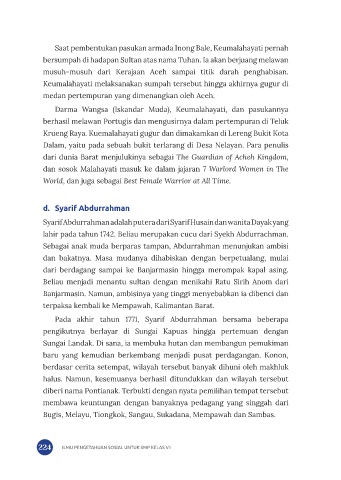 Saat pembentukan pasukan armada Inong Bale, Keumalahayati pernah
bersumpah di hadapan Sultan atas nama Tuhan. Ia akan berjuang melawan
musuh-musuh dari Kerajaan Aceh sampai titik darah penghabisan.
Keumalahayati melaksanakan sumpah tersebut hingga akhirnya gugur di
medan pertempuran yang dimenangkan oleh Aceh.
Darma Wangsa (Iskandar Muda), Keumalahayati, dan pasukannya
berhasil melawan Portugis dan mengusirnya dalam pertempuran di Teluk
Krueng Raya. Kuemalahayati gugur dan dimakamkan di Lereng Bukit Kota
Dalam, yaitu pada sebuah bukit terlarang di Desa Nelayan. Para penulis
dari dunia Barat menjulukinya sebagai The Guardian of Acheh Kingdom,
dan sosok Malahayati masuk ke dalam jajaran 7 Warlord Women in The
World, dan juga sebagai Best Female Warrior at All Time.
d. Syarif Abdurrahman
Syarif Abdurrahman adalah putera dari Syarif Husain dan wanita Dayak yang
lahir pada tahun 1742. Beliau merupakan cucu dari Syekh Abdurrachman.
Sebagai anak muda berparas tampan, Abdurrahman menunjukan ambisi
dan bakatnya. Masa mudanya dihabiskan dengan berpetualang, mulai
dari berdagang sampai ke Banjarmasin hingga merompak kapal asing.
Beliau menjadi menantu sultan dengan menikahi Ratu Sirih Anom dari
Banjarmasin. Namun, ambisinya yang tinggi menyebabkan ia dibenci dan
terpaksa kembali ke Mempawah, Kalimantan Barat.
Pada akhir tahun 1771, Syarif Abdurrahman bersama beberapa
pengikutnya berlayar di Sungai Kapuas hingga pertemuan dengan
Sungai Landak. Di sana, ia membuka hutan dan membangun pemukiman
baru yang kemudian berkembang menjadi pusat perdagangan. Konon,
berdasar cerita setempat, wilayah tersebut banyak dihuni oleh makhluk
halus. Namun, kesemuanya berhasil ditundukkan dan wilayah tersebut
diberi nama Pontianak. Terbukti dengan nyata pemilihan tempat tersebut
membawa keuntungan dengan banyaknya pedagang yang singgah dari
Bugis, Melayu, Tiongkok, Sangau, Sukadana, Mempawah dan Sambas.
224 ILMU PENGETAHUAN SOSIAL UNTUK SMP KELAS VII